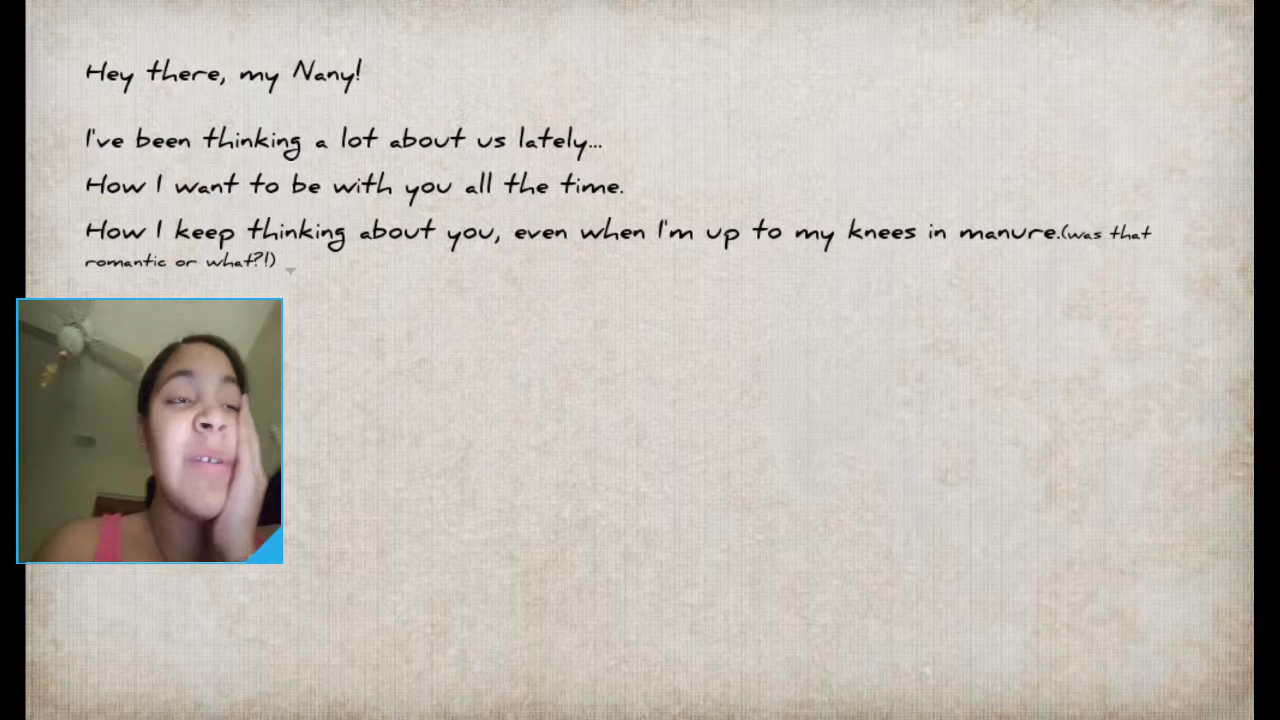 Hey there, my Nany!
I've been thinking a lot about us lately...
How I want to be with you all the time.
How I keep thinking about you, even when I'm up to my knees in manure.(was that
romantic or what?!)